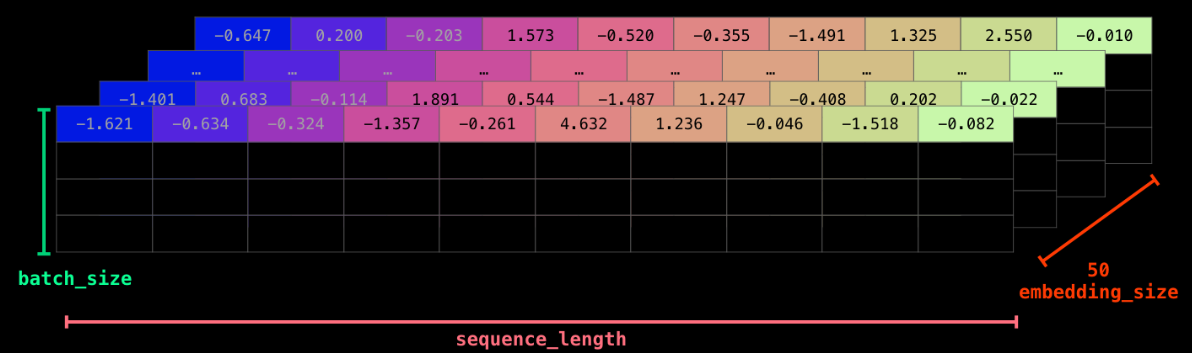 −0.647 0.200 −0.203 1.573 −0.520 −0.355 −1.491 1.325 2.550 −0.010
… … … … … … … … … …
−1.401 0.683 −0.114 1.891 0.544 −1.487 1.247 −0.408 0.202 −0.022
−1.621 −0.634 −0.324 −1.357 −0.261 4.632 1.236 −0.046 −1.518 −0.082
batch_size
50
embedding_size
sequence_length